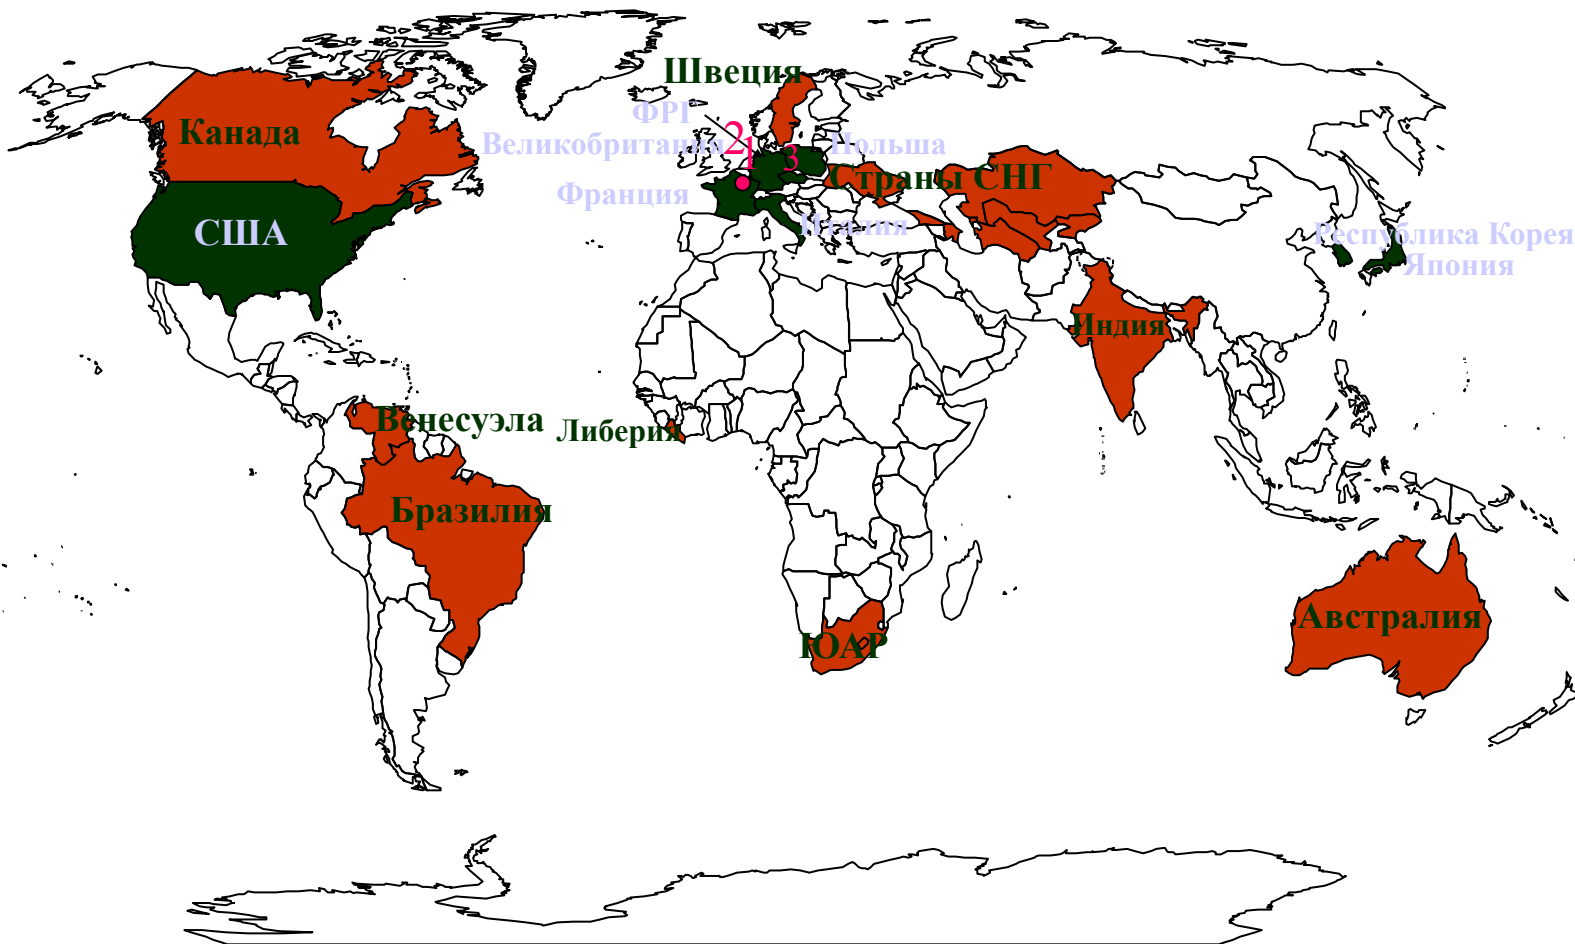 Швеция
ФРГ
Канада
Великобритания
2
1
3
Польша
Страны СНГ
Франция
США
Италия
Республика Корея
Япония
Индия
Венесуэла
Либерия
Бразилия
Австралия
ЮАР